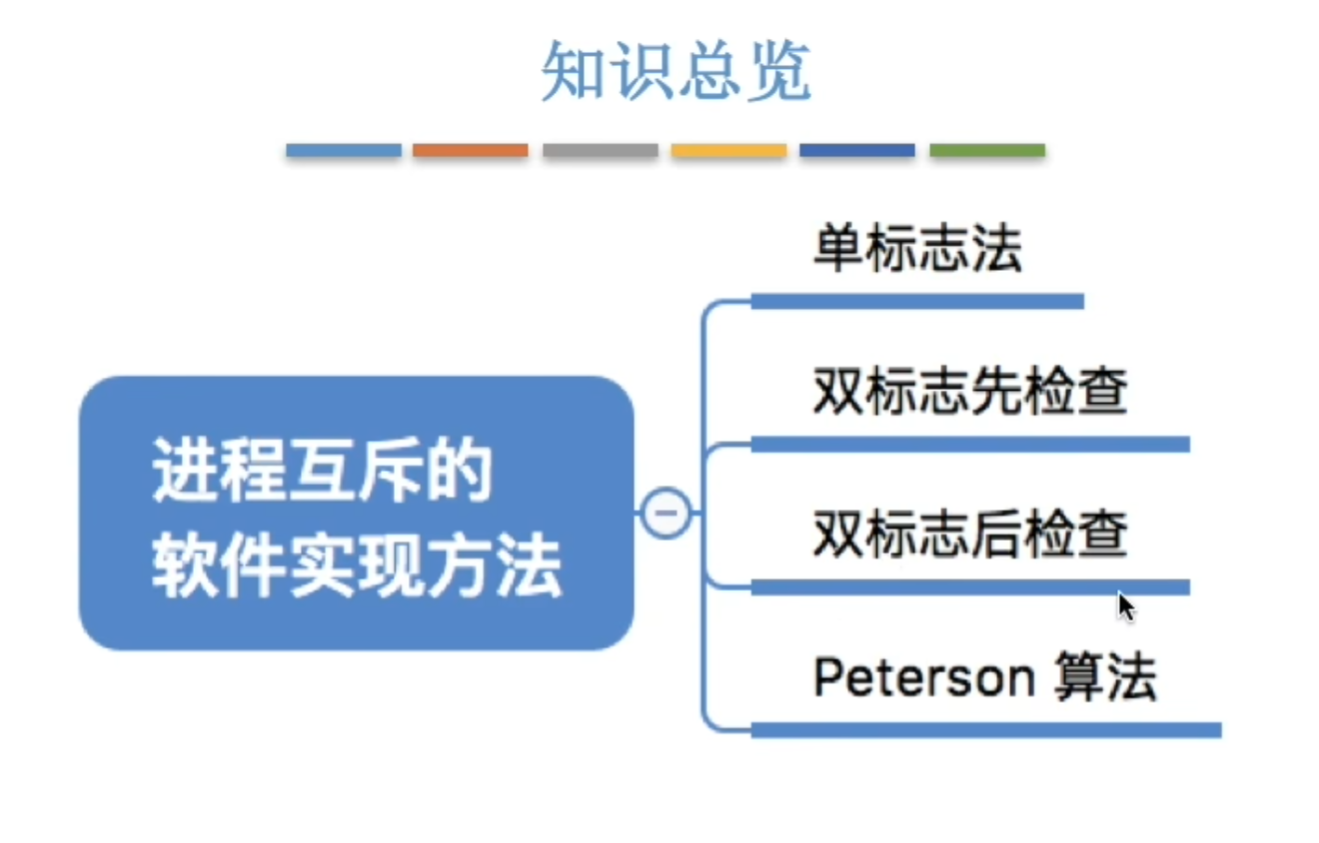 知识总览
单标志法
双标志先检查
进程互斥的
软件实现方法
双标志后检查
Peterson 算法